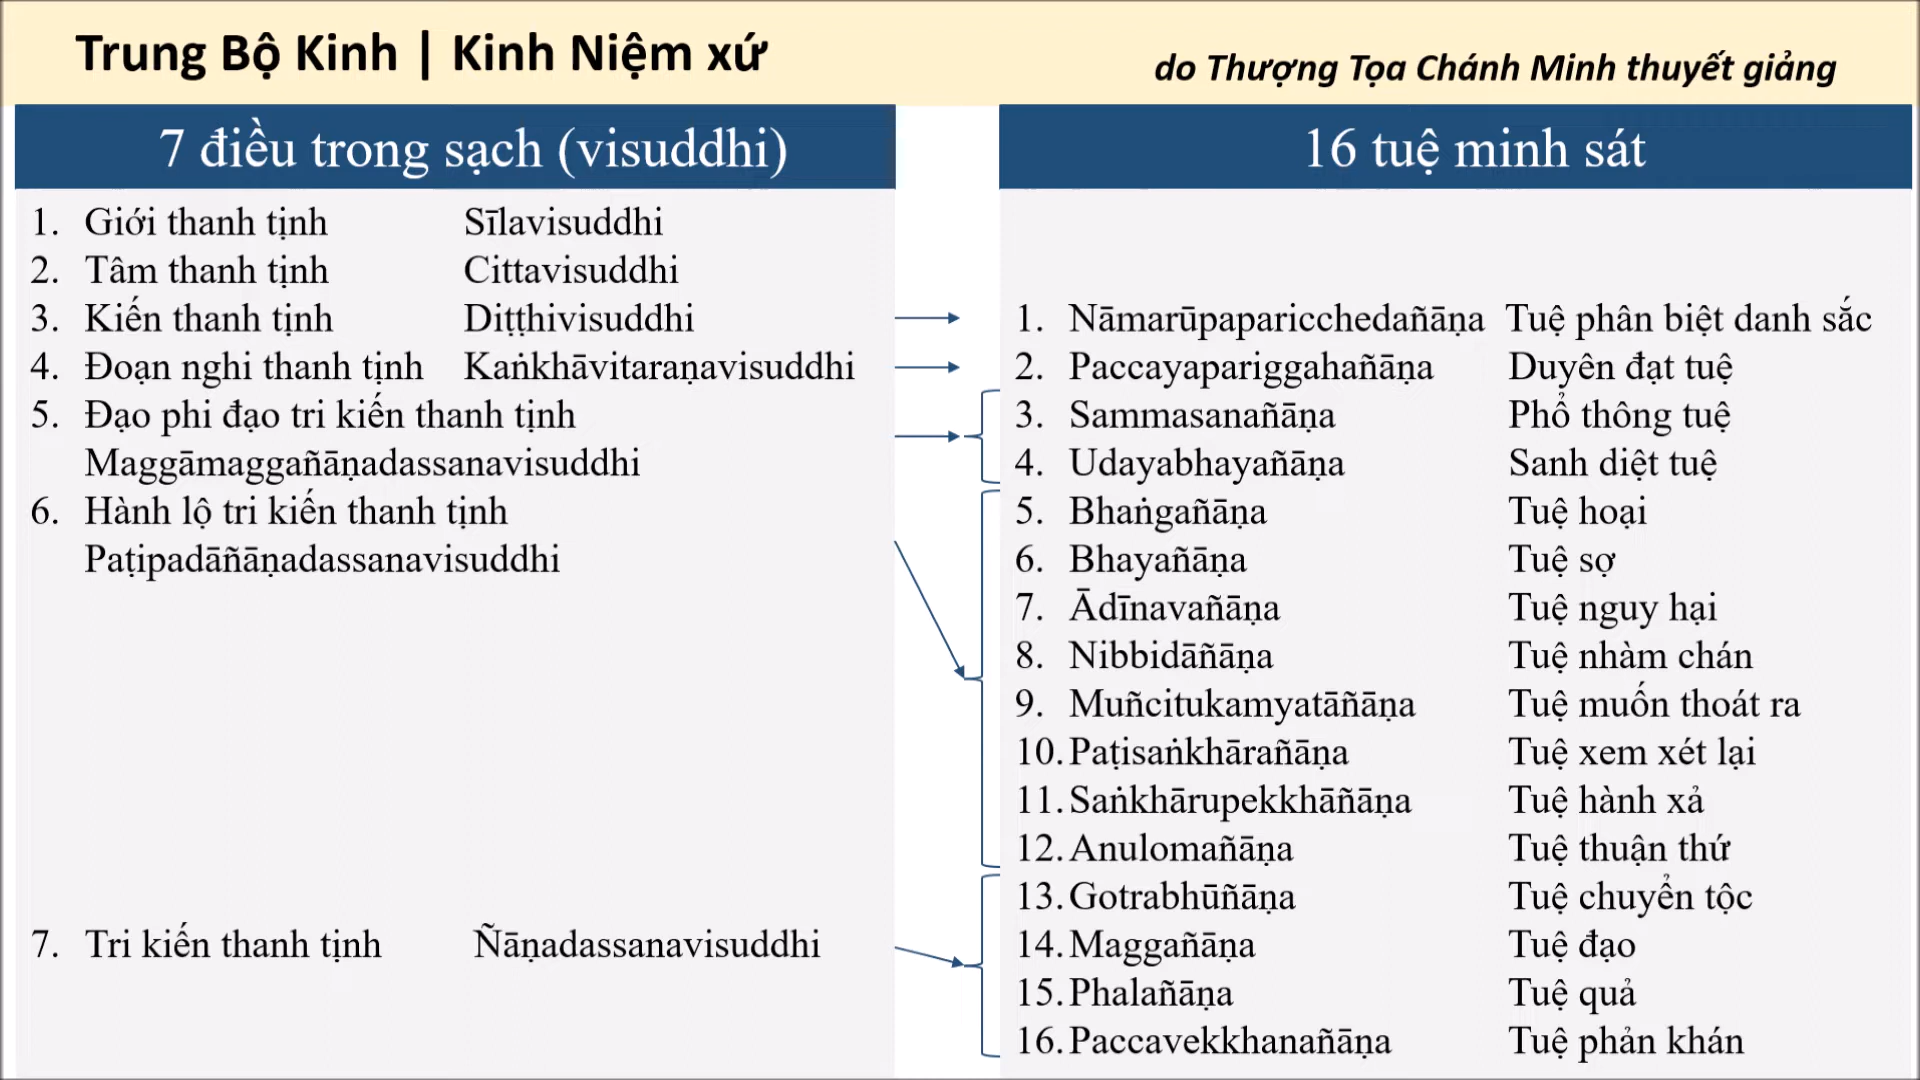 Trung Bộ Kinh | Kinh Niệm xứ
do Thượng Tọa Chánh Minh thuyết giảng
7 điều trong sạch (visuddhi)
1. Giới thanh tịnh Sīlavisuddhi
2. Tâm thanh tịnh Cittavisuddhi
3. Kiến thanh tịnh Diṭṭhivisuddhi
4. Đoạn nghi thanh tịnh Kaṅkhāvitaraṇavisuddhi
5. Đạo phi đạo tri kiến thanh tịnh
Maggāmaggañāṇadassanavisuddhi
6. Hành lộ tri kiến thanh tịnh
Paṭipadāñāṇadassanavisuddhi
7. Tri kiến thanh tịnh Ñāṇadassanavisuddhi
16 tuệ minh sát
1. Nāmarūpaparicchedañāṇa Tuệ phân biệt danh sắc
2. Paccayapariggahañāṇa Duyên đạt tuệ
3. Sammasanañāṇa Phổ thông tuệ
4. Udayabhayañāṇa Sanh diệt tuệ
5. Bhaṅgañāṇa Tuệ hoại
6. Bhayañāṇa Tuệ sợ
7. Ādīnavañāṇa Tuệ nguy hại
8. Nibbidāñāṇa Tuệ nhàm chán
9. Muñcitukamyatāñāṇa Tuệ muốn thoát ra
10. Paṭisaṅkhārañāṇa Tuệ xem xét lại
11. Saṅkhārupekkhāñāṇa Tuệ hành xả
12. Anulomañāṇa Tuệ thuận thứ
13. Gotrabhūñāṇa Tuệ chuyển tộc
14. Maggañāṇa Tuệ đạo
15. Phalañāṇa Tuệ quả
16. Paccavekkhanañāṇa Tuệ phản khán